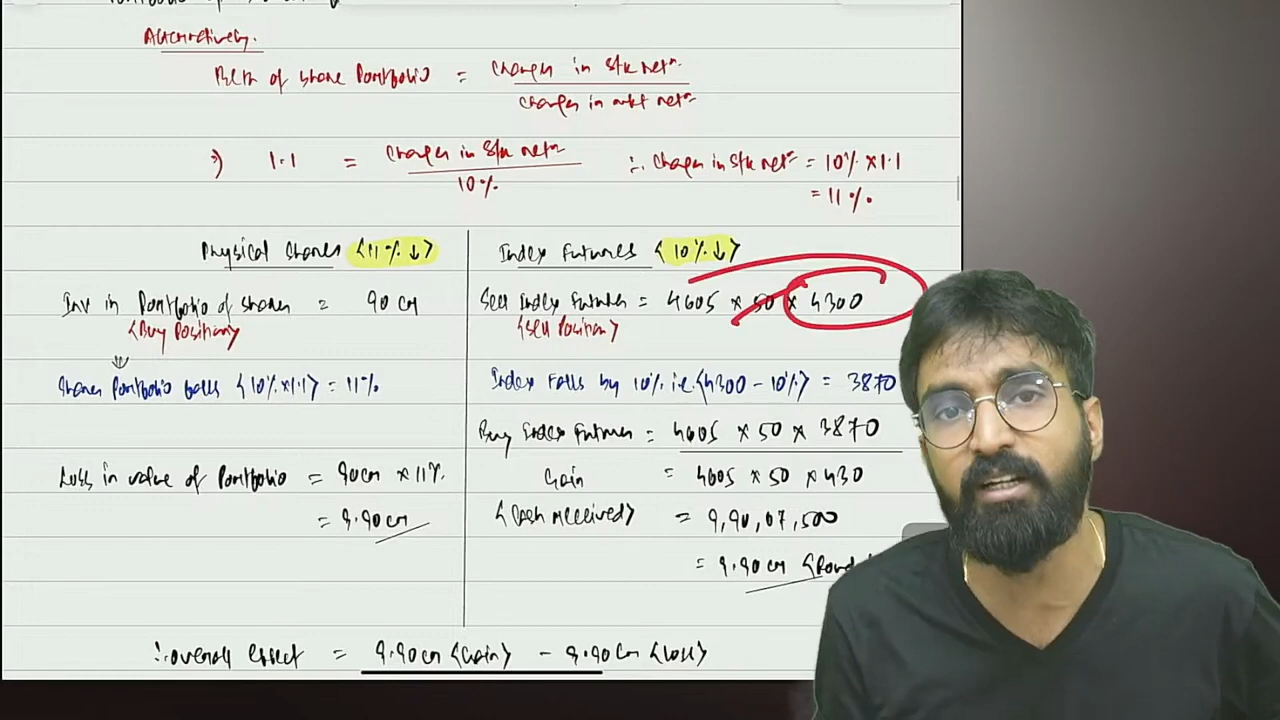 Alternatively.
Beta of share Portfolio = Changes in stk netn
Changes in mkt netn
⇒ 1.1 = Changes in stk netn
10%
∴ Changes in stk netn = 10% × 1.1
= 11%
Physical Shares <11% ↓>
Inv in Portfolio of shares = 90 cr
<Buy Position>
Shares Portfolio falls <10% × 1.1> = 11%
Loss in value of Portfolio = 90cr × 11%
= 9.90 cr
Index Futures <10% ↓>
Sell Index Futures = 4605 × 50 × 4300
<Sell Position>
Index Falls by 10% i.e. <4300 - 10%> = 3870
Buy Index Futures = 4605 × 50 × 3870
Gain = 4605 × 50 × 430
<Cash received> = 9,90,07,500
= 9.90 cr
∴ overall effect = 9.90 cr <Gain> - 9.90 cr <Loss>